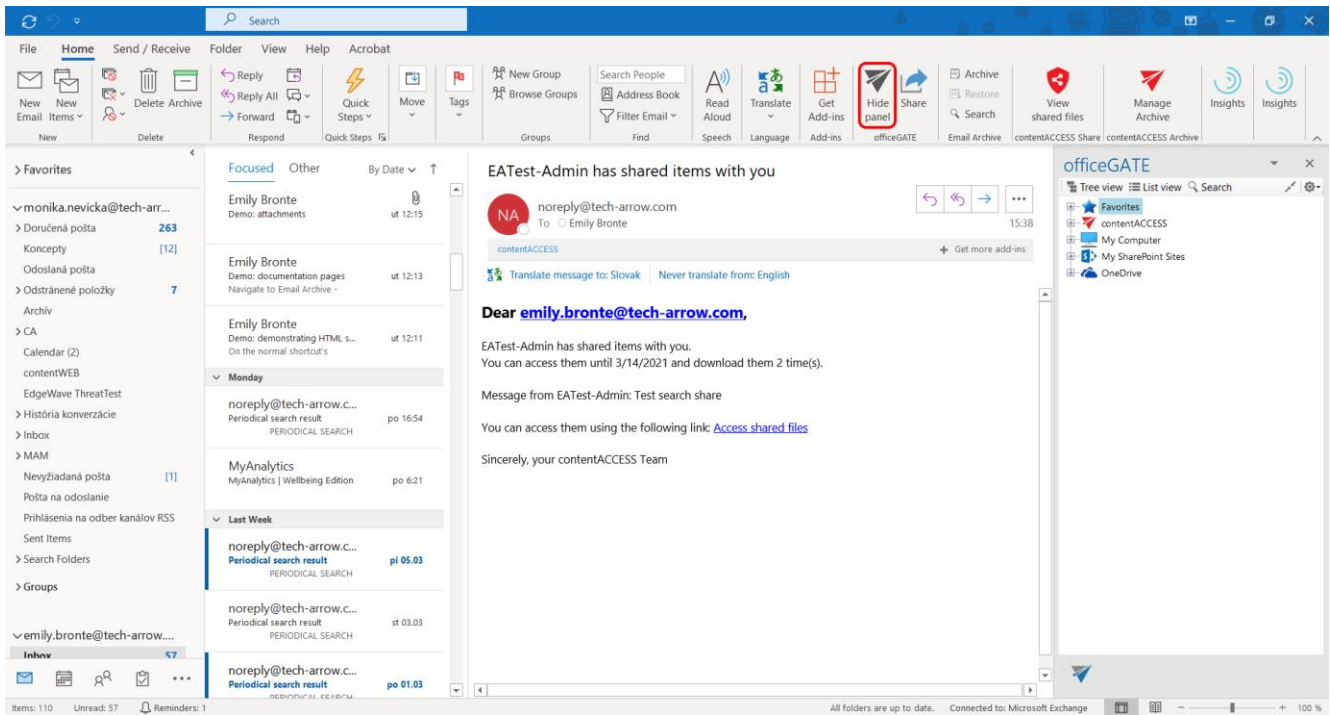 Search
File Home Send / Receive Folder View Help Acrobat
New Email
New Items
Delete Archive
Reply
Reply All
Forward
Quick Steps
Move
Tags
New Group
Browse Groups
Search People
Address Book
Filter Email
Read Aloud
Translate
Get Add-ins
Hide panel
Share
Archive
Restore
Search
View shared files
Manage Archive
Insights
Insights
New Delete Respond Quick Steps Groups Find Speech Language Add-ins officeGATE Email Archive contentACCESS Share contentACCESS Archive
Favorites
monika.nevicka@tech-arr...
Doručená pošta 263
Koncepty [12]
Odoslaná pošta
Odstránené položky 7
Archív
CA
Calendar (2)
contentWEB
EdgeWave ThreatTest
História konverzácie
Inbox
MAM
Nevyžiadaná pošta [1]
Pošta na odoslanie
Prihlásenia na odber kanálov RSS
Sent Items
Search Folders
Groups
emily.bronte@tech-arrow....
Inbox 57
Focused Other By Date
Emily Bronte
Demo: attachments ut 12:15
Emily Bronte
Demo: documentation pages ut 12:13
Navigate to Email Archive -
Emily Bronte
Demo: demonstrating HTML s... ut 12:11
On the normal shortcut's
Monday
noreply@tech-arrow.c...
Periodical search result po 16:54
PERIODICAL SEARCH
MyAnalytics
MyAnalytics | Wellbeing Edition po 6:21
Last Week
noreply@tech-arrow.c...
Periodical search result pi 05.03
PERIODICAL SEARCH
noreply@tech-arrow.c...
Periodical search result st 03.03
PERIODICAL SEARCH
noreply@tech-arrow.c...
Periodical search result po 01.03
PERIODICAL SEARCH
EATest-Admin has shared items with you
NA
noreply@tech-arrow.com
To Emily Bronte
15:38
contentACCESS + Get more add-ins
Translate message to: Slovak Never translate from: English
Dear emily.bronte@tech-arrow.com,
EATest-Admin has shared items with you.
You can access them until 3/14/2021 and download them 2 time(s).
Message from EATest-Admin: Test search share
You can access them using the following link: Access shared files
Sincerely, your contentACCESS Team
officeGATE
Tree view List view Search
Favorites
contentACCESS
My Computer
My SharePoint Sites
OneDrive
Items: 110 Unread: 57 Reminders: 1 All folders are up to date. Connected to: Microsoft Exchange 100 %